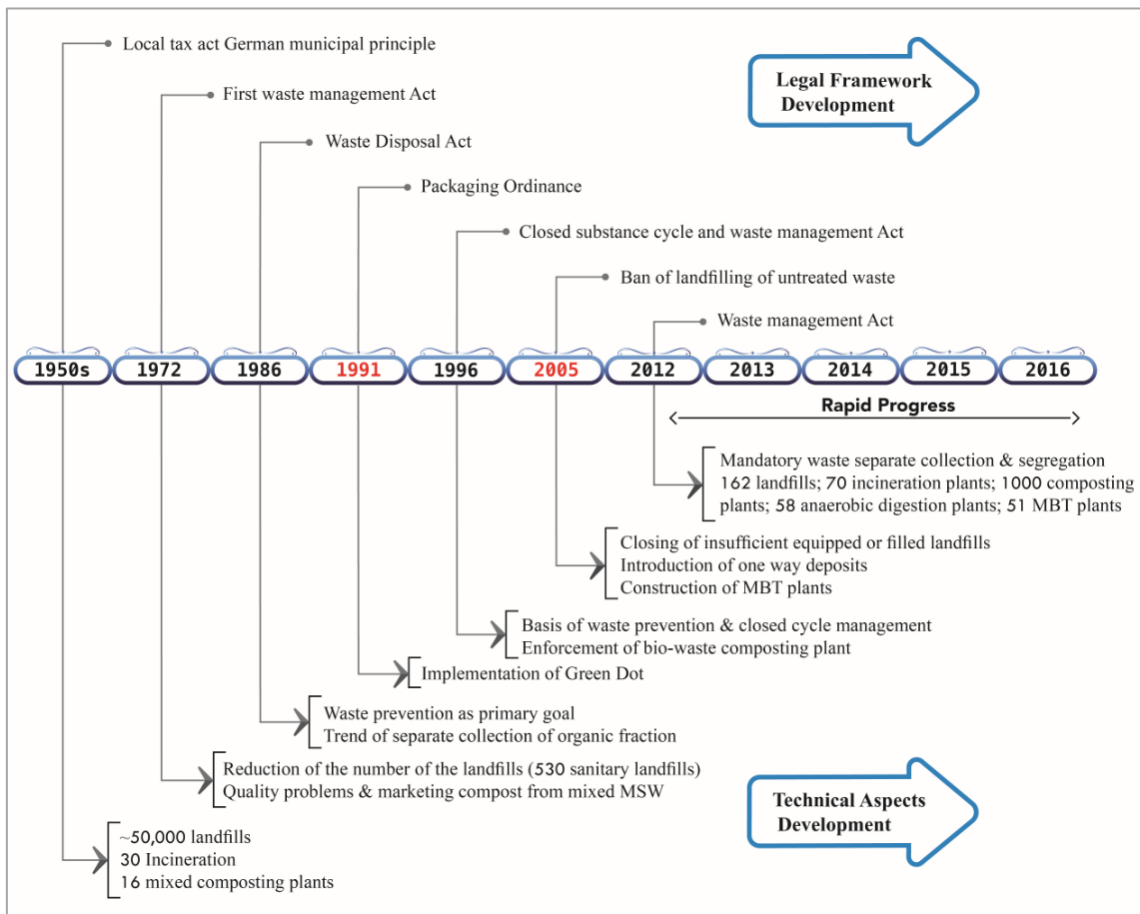 Local tax act German municipal principle
Legal Framework
Development
First waste management Act
Waste Disposal Act
Packaging Ordinance
Closed substance cycle and waste management Act
Ban of landfilling of untreated waste
Waste management Act
1950s 1972 1986 1991 1996 2005 2012 2013 2014 2015 2016
Rapid Progress
Mandatory waste separate collection & segregation
162 landfills; 70 incineration plants; 1000 composting
plants; 58 anaerobic digestion plants; 51 MBT plants
Closing of insufficient equipped or filled landfills
Introduction of one way deposits
Construction of MBT plants
Basis of waste prevention & closed cycle management
Enforcement of bio-waste composting plant
Implementation of Green Dot
Waste prevention as primary goal
Trend of separate collection of organic fraction
Reduction of the number of the landfills (530 sanitary landfills)
Quality problems & marketing compost from mixed MSW
Technical Aspects
Development
~50,000 landfills
30 Incineration
16 mixed composting plants